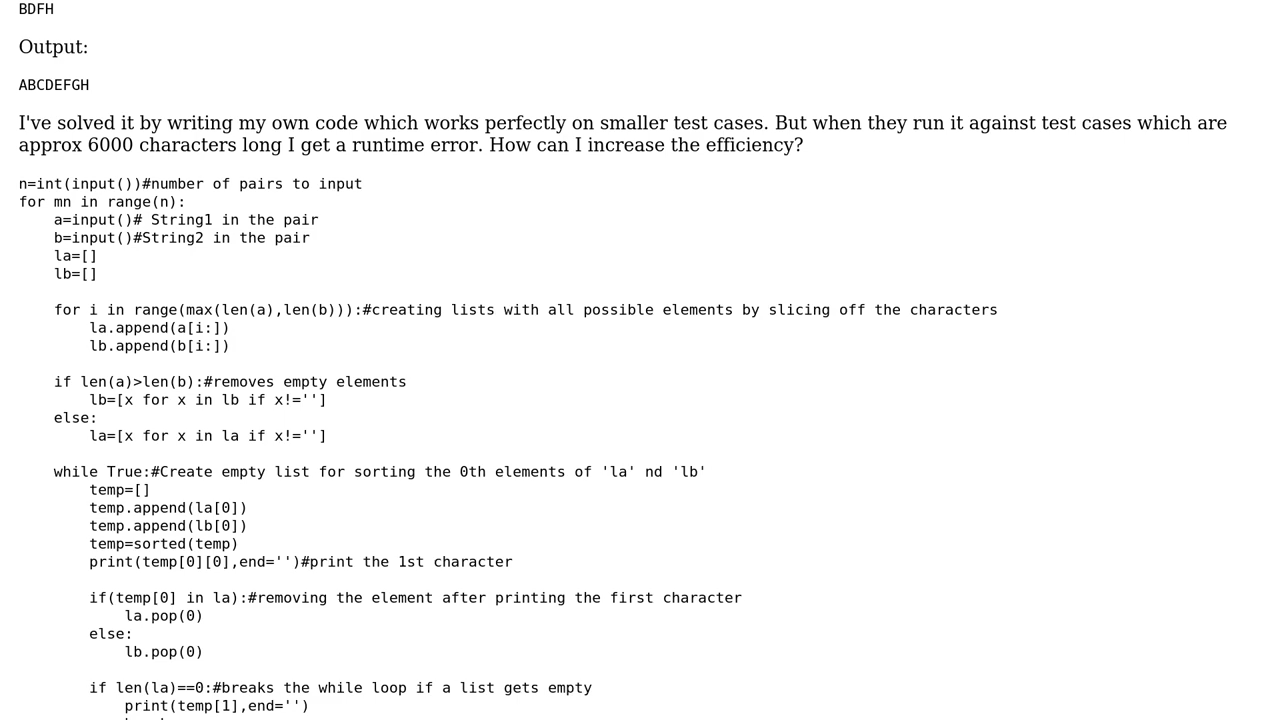 BDFH
Output:
ABCDEFGH
I've solved it by writing my own code which works perfectly on smaller test cases. But when they run it against test cases which are
approx 6000 characters long I get a runtime error. How can I increase the efficiency?
n=int(input())#number of pairs to input
for mn in range(n):
    a=input()# String1 in the pair
    b=input()#String2 in the pair
    la=[]
    lb=[]
    for i in range(max(len(a),len(b))):#creating lists with all possible elements by slicing off the characters
        la.append(a[i:])
        lb.append(b[i:])
    if len(a)>len(b):#removes empty elements
        lb=[x for x in lb if x!='']
    else:
        la=[x for x in la if x!='']
    while True:#Create empty list for sorting the 0th elements of 'la' nd 'lb'
        temp=[]
        temp.append(la[0])
        temp.append(lb[0])
        temp=sorted(temp)
        print(temp[0][0],end='')#print the 1st character
        if(temp[0] in la):#removing the element after printing the first character
            la.pop(0)
        else:
            lb.pop(0)
        if len(la)==0:#breaks the while loop if a list gets empty
            print(temp[1],end='')